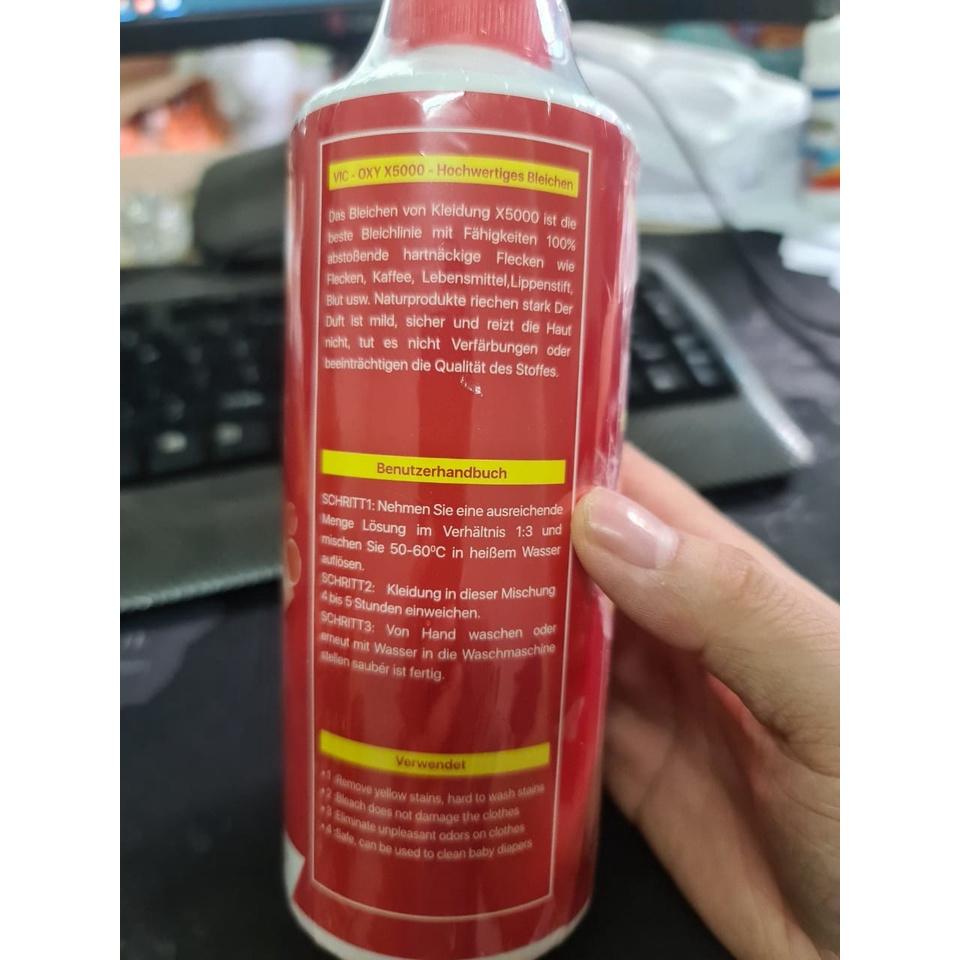 VIC - OXY X5000 - Hochwertiges Bleichen
Das Bleichen von Kleidung X5000 ist die
beste Bleichlinie mit Fähigkeiten 100%
abstoßende hartnäckige Flecken wie
Flecken, Kaffee, Lebensmittel,Lippenstift,
Blut usw. Naturprodukte riechen stark Der
Duft ist mild, sicher und reizt die Haut
nicht, tut es nicht Verfärbungen oder
beeinträchtigen die Qualität des Stoffes.
Benutzerhandbuch
SCHRITT1: Nehmen Sie eine ausreichende
Menge Lösung im Verhältnis 1:3 und
mischen Sie 50-60ºC in heißem Wasser
auflösen.
SCHRITT2: Kleidung in dieser Mischung
4 bis 5 Stunden einweichen.
SCHRITT3: Von Hand waschen oder
erneut mit Wasser in die Waschmaschine
stellen saubér ist fertig.
Verwendet
*1 :Remove yellow stains, hard to wash stains
*2 :Bleach does not damage the clothes
*3 :Eliminate unpleasant odors on clothes
*4 :Safe, can be used to clean baby diapers